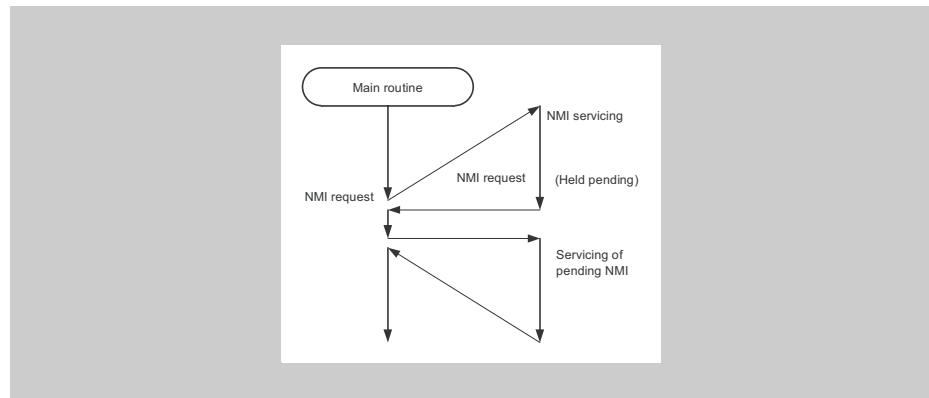 Main routine
NMI servicing
NMI request
(Held pending)
NMI request
Servicing of
pending NMI